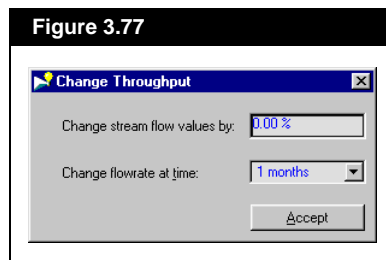 Figure 3.77
Change Throughput
Change stream flow values by: 0.00 %
Change flowrate at time: 1 months
Accept